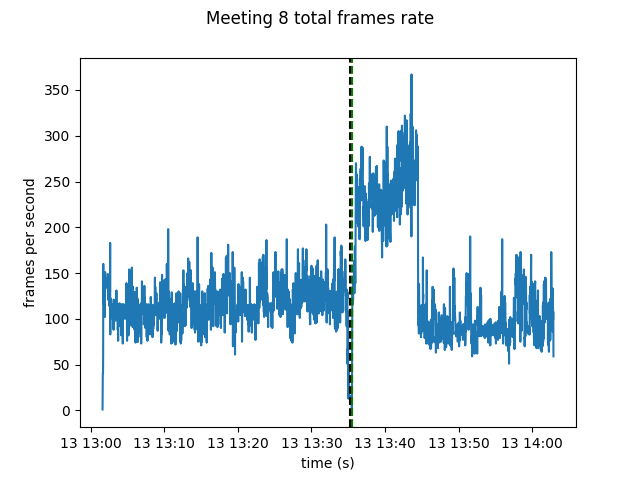 Meeting 8 total frames rate
350
300
250
200
150
100
50
0
frames per second
13 13:00 13 13:10 13 13:20 13 13:30 13 13:40 13 13:50 13 14:00
time (s)